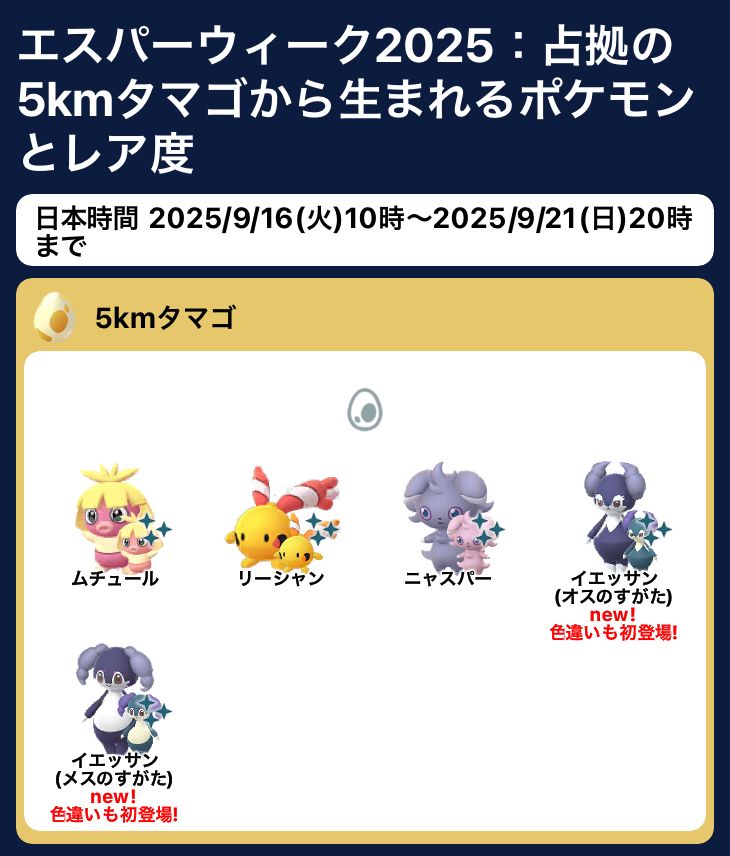 エスパーウィーク2025：占拠の
5kmタマゴから生まれるポケモン
とレア度
日本時間 2025/9/16(火)10時〜2025/9/21(日)20時
まで
5kmタマゴ
ムチュール
リーシャン
ニャスパー
イエッサン
(オスのすがた)
new!
色違いも初登場!
イエッサン
(メスのすがた)
new!
色違いも初登場!